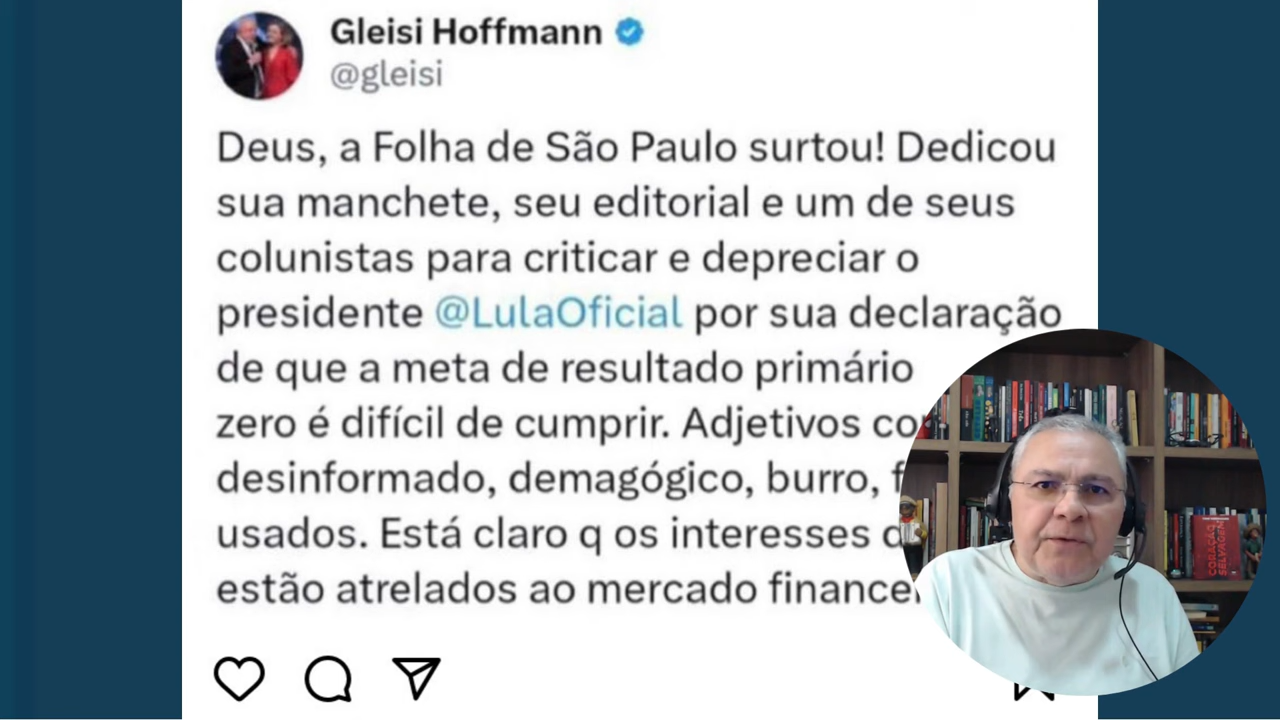 Gleisi Hoffmann
@gleisi
Deus, a Folha de São Paulo surtou! Dedicou
sua manchete, seu editorial e um de seus
colunistas para criticar e depreciar o
presidente @LulaOficial por sua declaração
de que a meta de resultado primário
zero é difícil de cumprir. Adjetivos
desinformado, demagógico, burro,
usados. Está claro q os interesses
estão atrelados ao mercado
CORAÇÃO
SELVAGEM